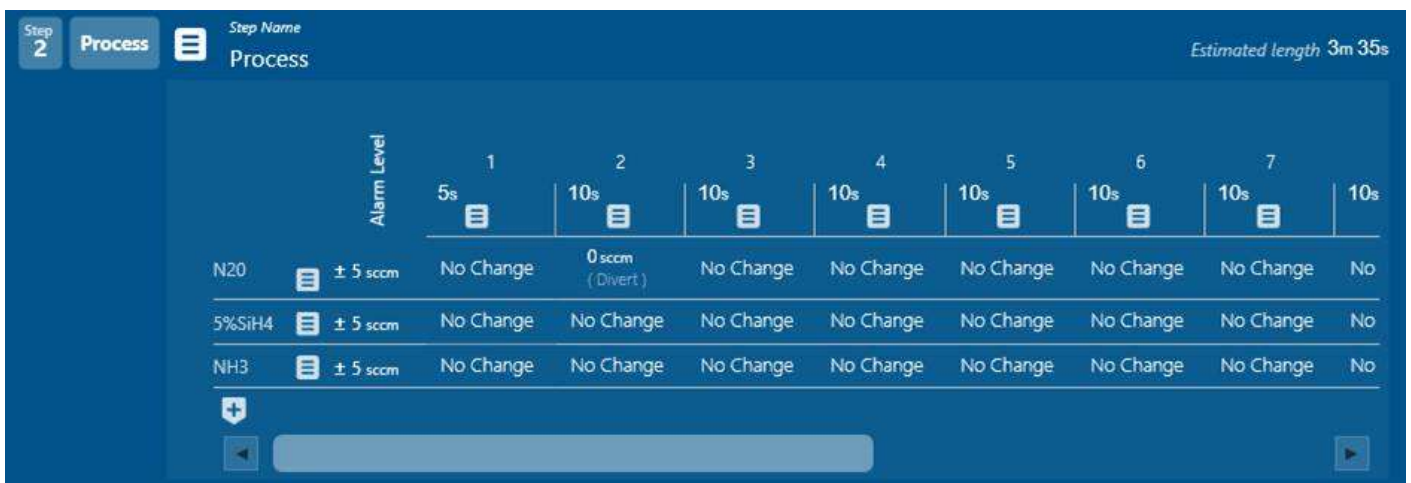 Step
2
Process
Step Name
Process
Estimated length 3m 35s
Alarm Level
1 2 3 4 5 6 7
5s 10s 10s 10s 10s 10s 10s 10s
N20 ± 5 sccm No Change 0 sccm (Divert) No Change No Change No Change No Change No Change No
5%SiH4 ± 5 sccm No Change No Change No Change No Change No Change No Change No Change No
NH3 ± 5 sccm No Change No Change No Change No Change No Change No Change No Change No